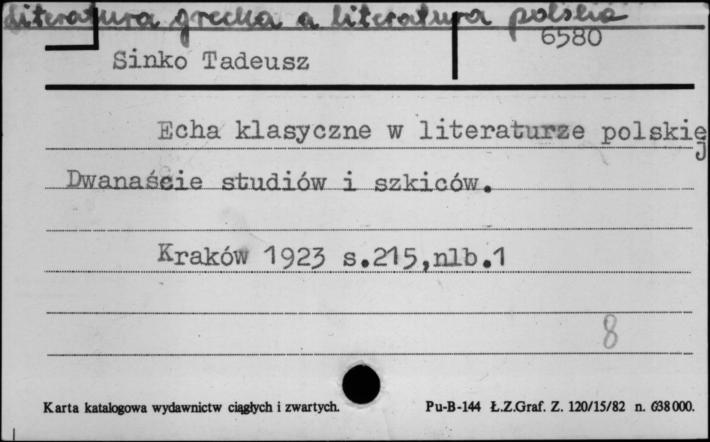 literatura grecka a literatura polska
6580
Sinko Tadeusz
Echa klasyczne w literaturze polskiej
Dwanaście studiów i szkiców.
Kraków 1923 s.215,nlb.1
8
Karta katalogowa wydawnictw ciągłych i zwartych.
Pu-B-144 Ł.Z.Graf. Z. 120/15/82 n. 638000.